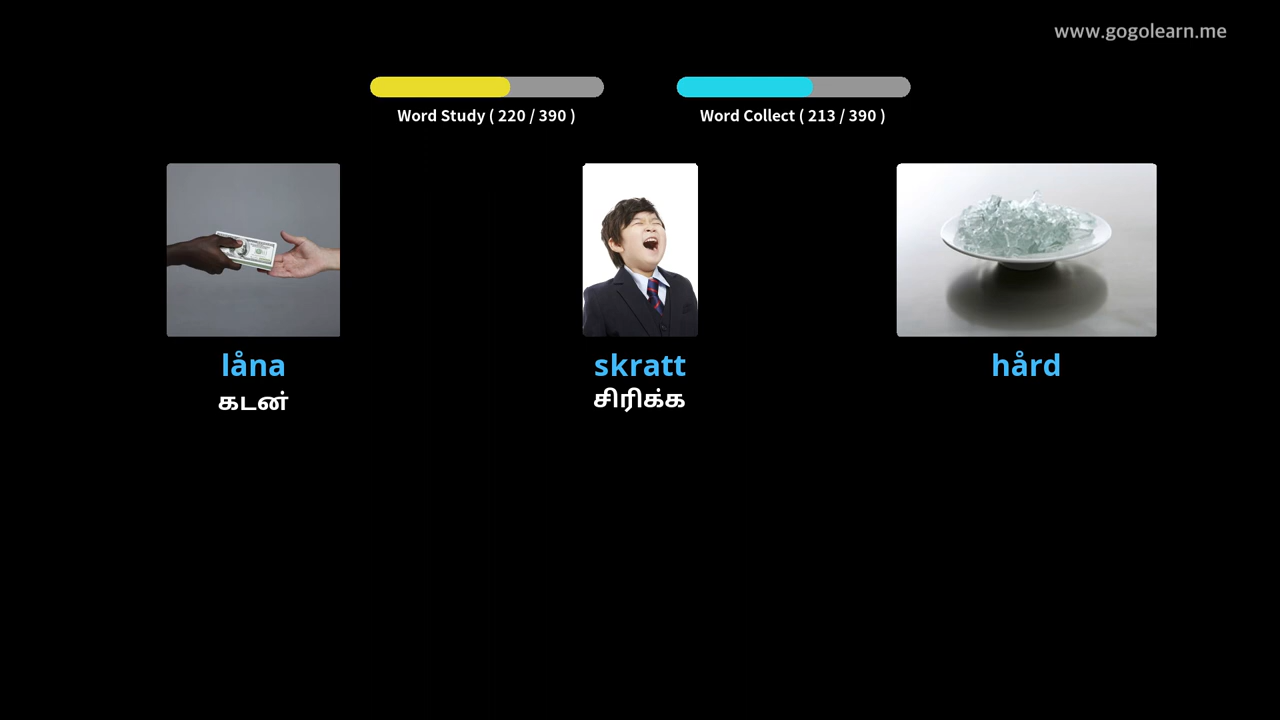 www.gogolearn.me
Word Study ( 220 / 390 )
Word Collect ( 213 / 390 )
låna
கடன்
skratt
சிரிக்க
hård